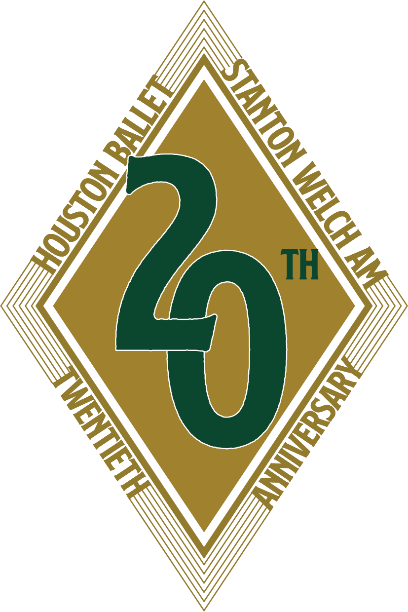 HOUSTON BALLET
STANTON WELCH AM
20TH
TWENTIETH
ANNIVERSARY